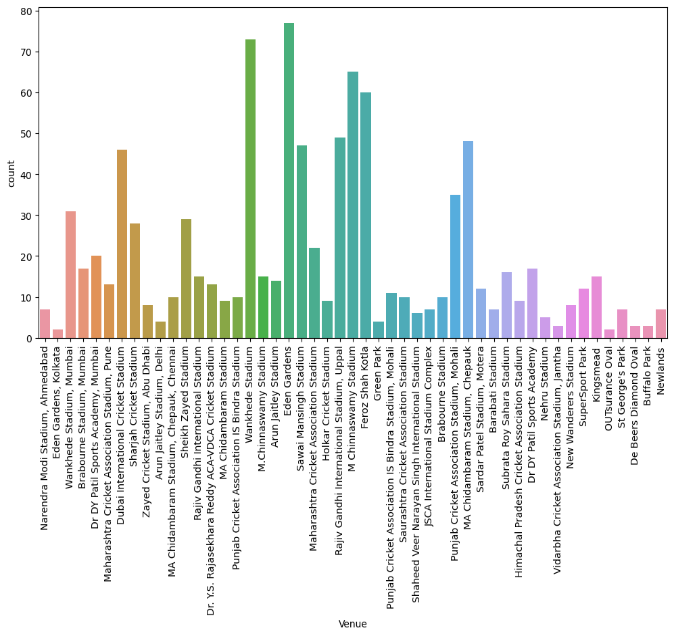 80
70
60
50
40
30
20
10
0
count
Narendra Modi Stadium, Ahmedabad
Eden Gardens, Kolkata
Wankhede Stadium, Mumbai
Brabourne Stadium, Mumbai
Dr DY Patil Sports Academy, Mumbai
Maharashtra Cricket Association Stadium, Pune
Dubai International Cricket Stadium
Sharjah Cricket Stadium
Zayed Cricket Stadium, Abu Dhabi
Arun Jaitley Stadium, Delhi
MA Chidambaram Stadium, Chepauk, Chennai
Sheikh Zayed Stadium
Rajiv Gandhi International Stadium
Dr. Y.S. Rajasekhara Reddy ACA-VDCA Cricket Stadium
MA Chidambaram Stadium
Punjab Cricket Association IS Bindra Stadium
Wankhede Stadium
M.Chinnaswamy Stadium
Arun Jaitley Stadium
Eden Gardens
Sawai Mansingh Stadium
Maharashtra Cricket Association Stadium
Holkar Cricket Stadium
Rajiv Gandhi International Stadium, Uppal
M Chinnaswamy Stadium
Feroz Shah Kotla
Green Park
Punjab Cricket Association IS Bindra Stadium, Mohali
Saurashtra Cricket Association Stadium
Shaheed Veer Narayan Singh International Stadium
JSCA International Stadium Complex
Brabourne Stadium
Punjab Cricket Association Stadium, Mohali
MA Chidambaram Stadium, Chepauk
Sardar Patel Stadium, Motera
Barabati Stadium
Subrata Roy Sahara Stadium
Himachal Pradesh Cricket Association Stadium
Dr DY Patil Sports Academy
Nehru Stadium
Vidarbha Cricket Association Stadium, Jamtha
New Wanderers Stadium
SuperSport Park
Kingsmead
OUTsurance Oval
St George's Park
De Beers Diamond Oval
Buffalo Park
Newlands
Venue